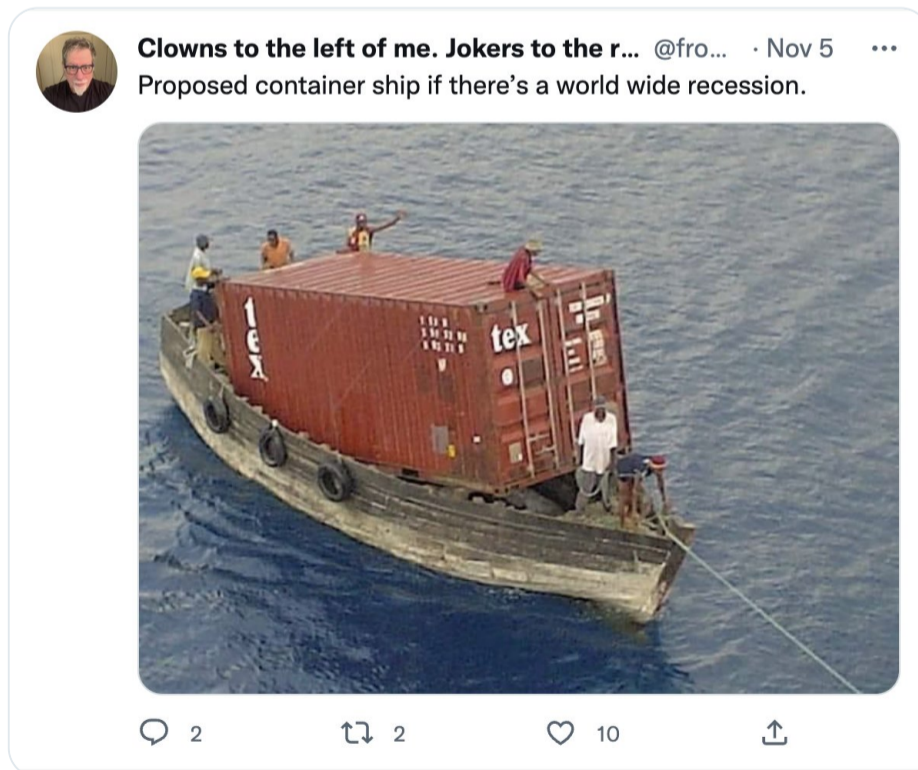 Clowns to the left of me. Jokers to the r... @fro... · Nov 5
Proposed container ship if there’s a world wide recession.
tex
tex
2
2
10